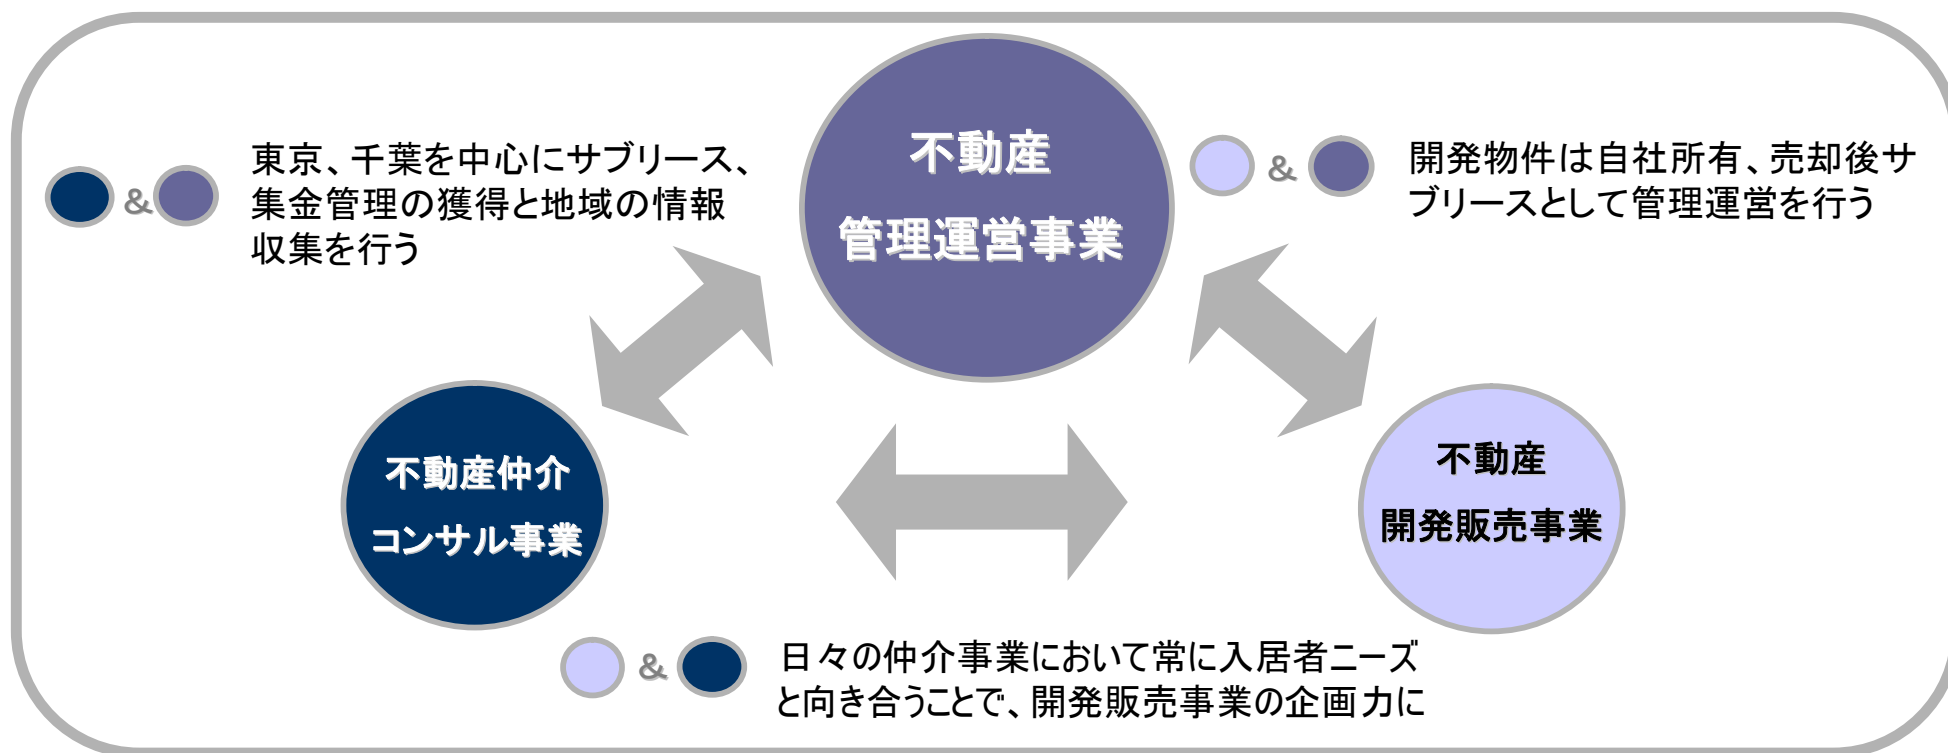 不動産
管理運営事業
&
東京、千葉を中心にサブリース、
集金管理の獲得と地域の情報
収集を行う
&
開発物件は自社所有、売却後サ
ブリースとして管理運営を行う
不動産仲介
コンサル事業
不動産
開発販売事業
&
日々の仲介事業において常に入居者ニーズ
と向き合うことで、開発販売事業の企画力に